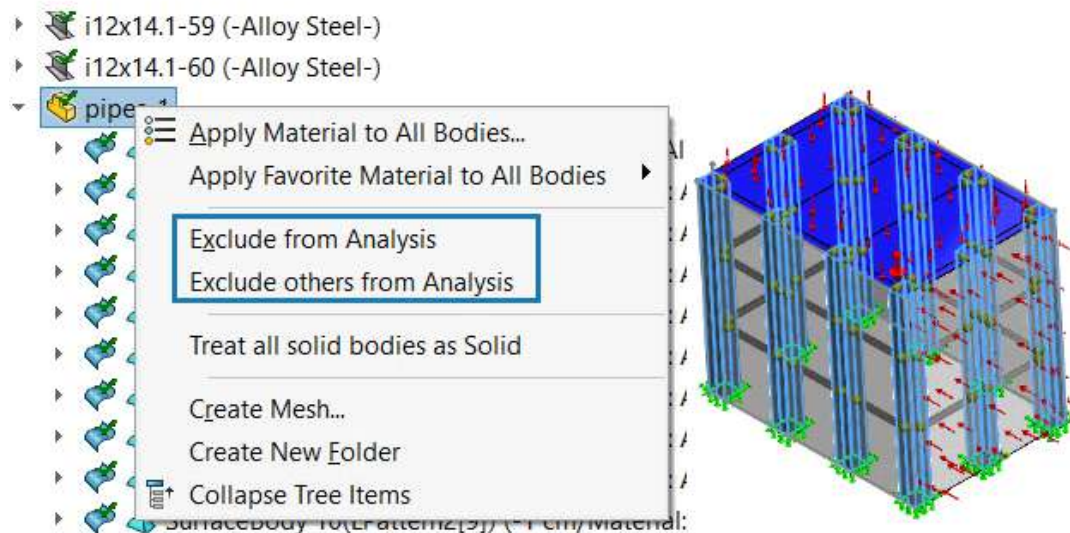 i12x14.1-59 (-Alloy Steel-)
i12x14.1-60 (-Alloy Steel-)
Apply Material to All Bodies...
Apply Favorite Material to All Bodies
Exclude from Analysis
Exclude others from Analysis
Treat all solid bodies as Solid
Create Mesh...
Create New Folder
Collapse Tree Items